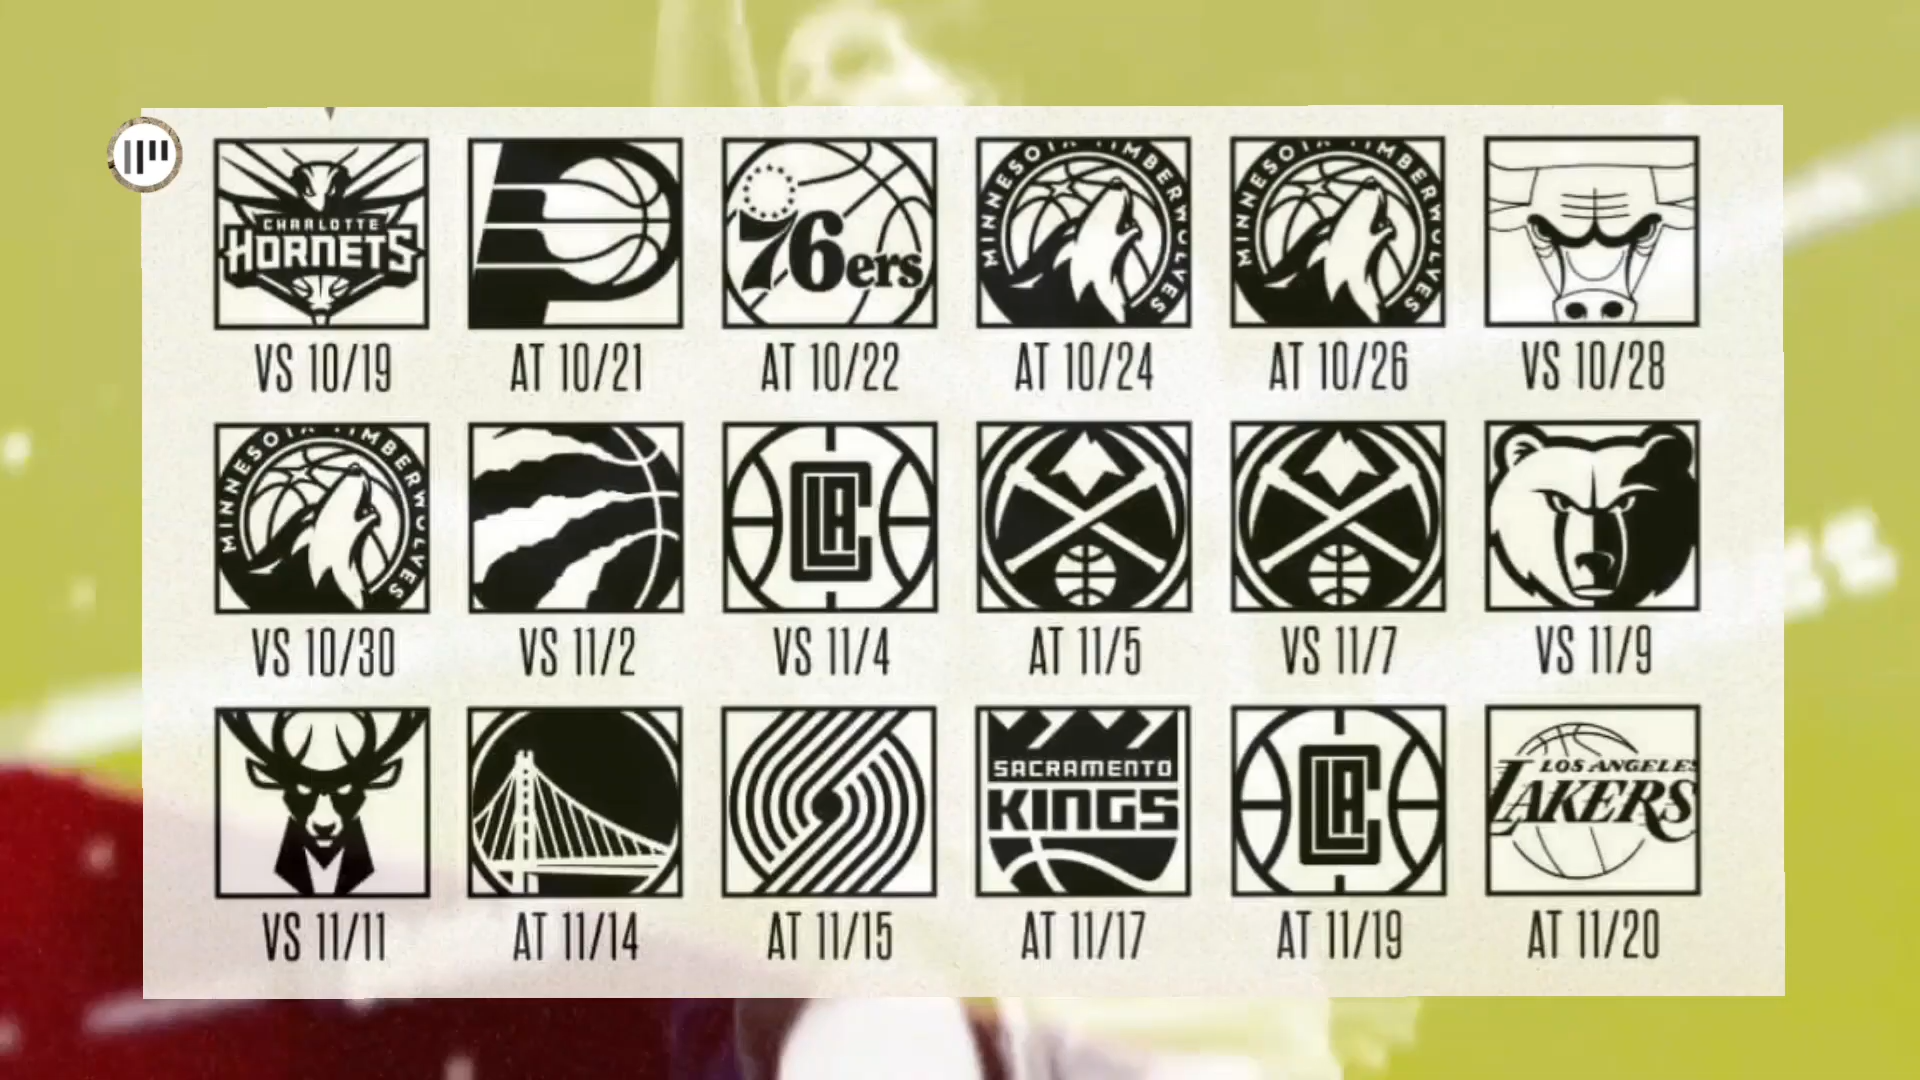 CHARLOTTE
HORNETS
76ers
MINNESOTA TIMBERWOLVES
MINNESOTA TIMBERWOLVES
VS 10/19
AT 10/21
AT 10/22
AT 10/24
AT 10/26
VS 10/28
MINNESOTA TIMBERWOLVES
LAC
VS 10/30
VS 11/2
VS 11/4
AT 11/5
VS 11/7
VS 11/9
SACRAMENTO
KINGS
LAC
LOS ANGELES
LAKERS
VS 11/11
AT 11/14
AT 11/15
AT 11/17
AT 11/19
AT 11/20